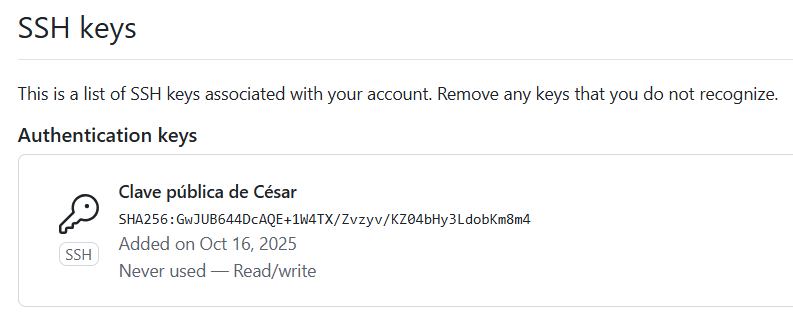 SSH keys
This is a list of SSH keys associated with your account. Remove any keys that you do not recognize.
Authentication keys
Clave pública de César
SHA256:GwJUB644DcAQE+1W4TX/Zvzyv/KZ04bHy3LdobKm8m4
Added on Oct 16, 2025
SSH
Never used — Read/write